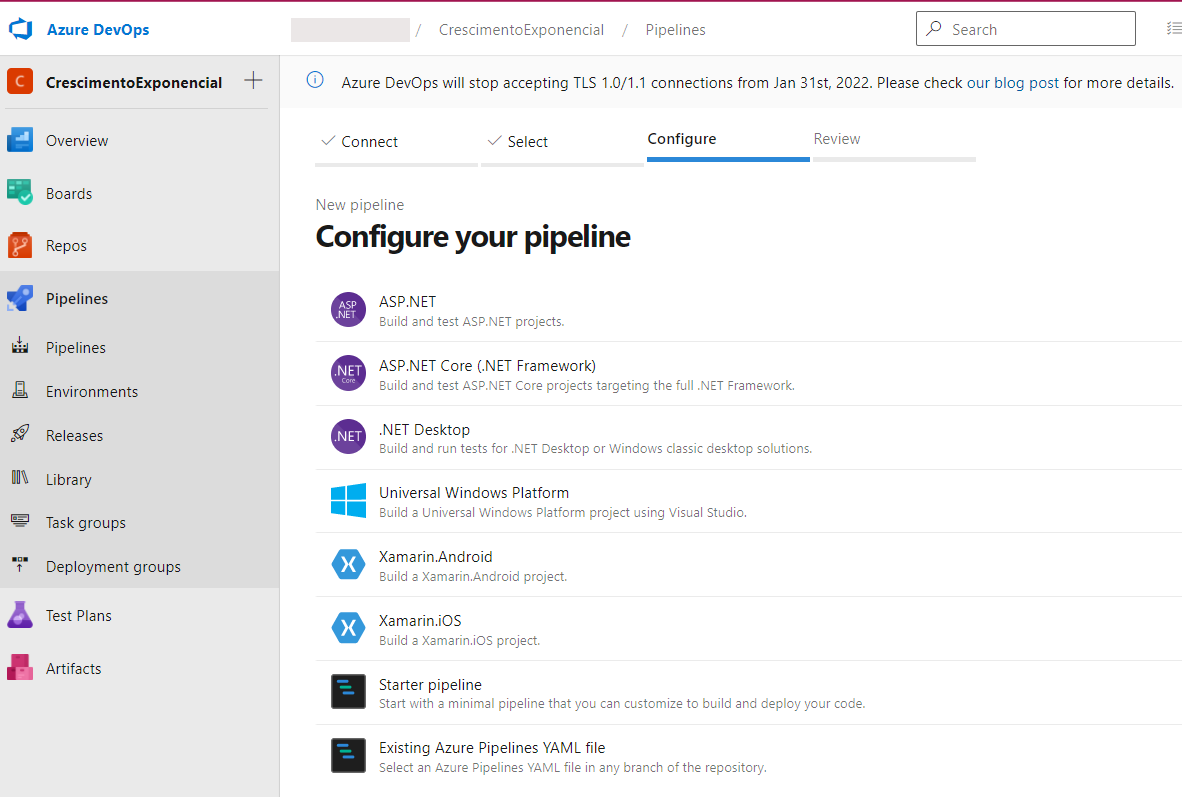 Azure DevOps
/ CrescimentoExponencial / Pipelines
Search
C CrescimentoExponencial
Azure DevOps will stop accepting TLS 1.0/1.1 connections from Jan 31st, 2022. Please check our blog post for more details.
Overview
Boards
Repos
Pipelines
Pipelines
Environments
Releases
Library
Task groups
Deployment groups
Test Plans
Artifacts
Connect
Select
Configure
Review
New pipeline
Configure your pipeline
ASP
.NET
ASP.NET
Build and test ASP.NET projects.
.NET
Core
ASP.NET Core (.NET Framework)
Build and test ASP.NET Core projects targeting the full .NET Framework.
.NET
.NET Desktop
Build and run tests for .NET Desktop or Windows classic desktop solutions.
Universal Windows Platform
Build a Universal Windows Platform project using Visual Studio.
Xamarin.Android
Build a Xamarin.Android project.
Xamarin.iOS
Build a Xamarin.iOS project.
Starter pipeline
Start with a minimal pipeline that you can customize to build and deploy your code.
Existing Azure Pipelines YAML file
Select an Azure Pipelines YAML file in any branch of the repository.